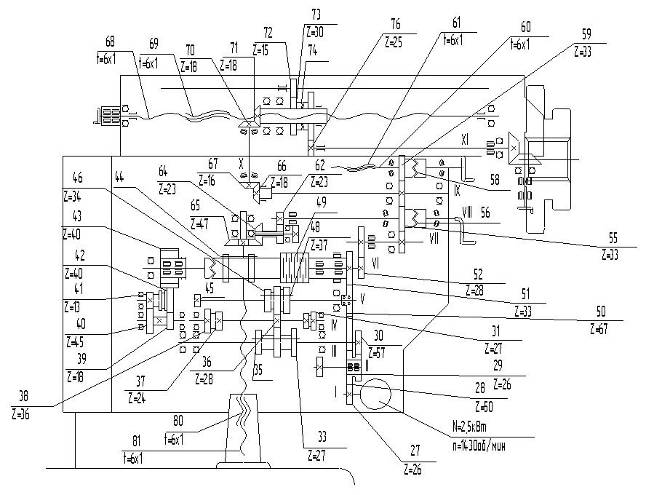 68
t=6x1
69
t=6x1
70
Z=18
71
Z=18
72
Z=15
73
Z=30
74
76
Z=25
61
t=6x1
60
t=6x1
59
Z=33
XI
X
67
Z=16
66
Z=18
62
Z=23
64
Z=23
44
46
Z=34
43
Z=40
42
Z=40
41
Z=13
40
Z=45
39
Z=18
38
Z=36
37
Z=24
36
Z=28
35
45
65
Z=47
49
48
Z=37
58
IX
VIII
56
VII
55
Z=33
VI
52
Z=28
V
51
Z=33
50
Z=67
IV
31
Z=27
30
Z=57
II
I
29
Z=26
28
Z=60
I
N=2,5кВт
n=1430об/мин
27
Z=26
33
Z=27
80
t=6x1
81
t=6x1